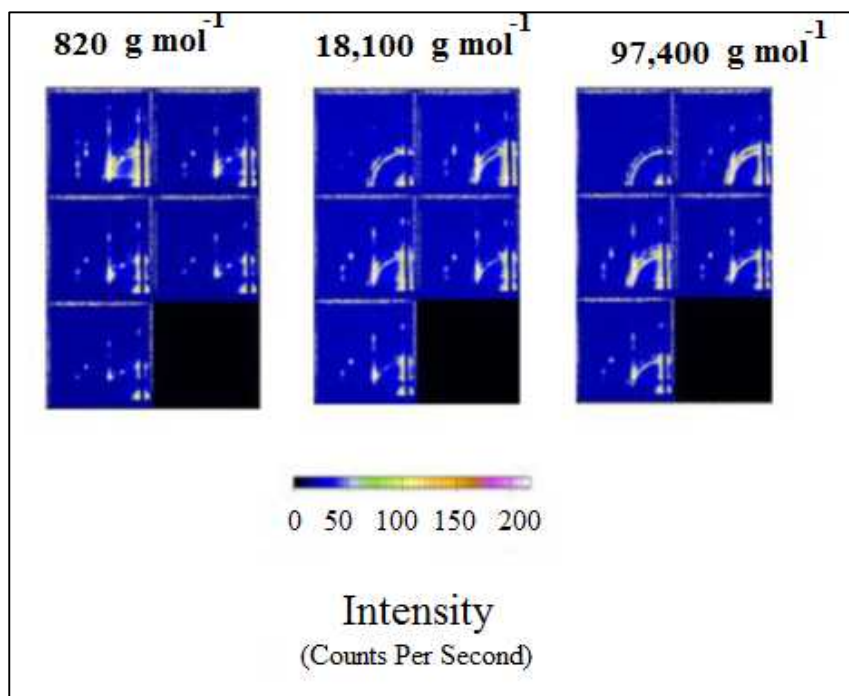 820 g mol-1
18,100 g mol-1
97,400 g mol-1
0 50 100 150 200
Intensity
(Counts Per Second)